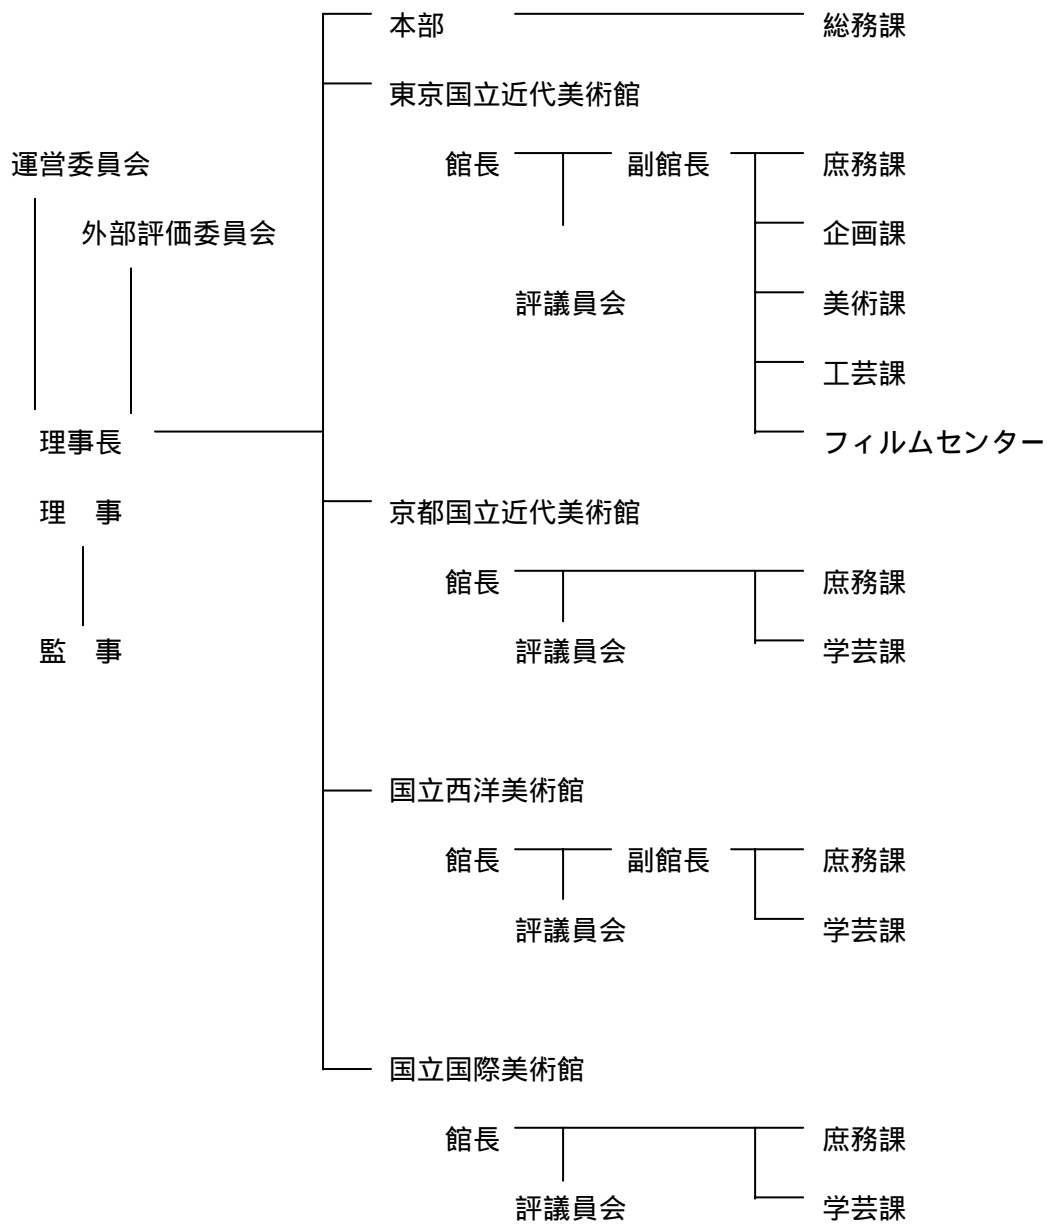 本部 総務課
東京国立近代美術館
運営委員会 館長 副館長 庶務課
外部評価委員会 企画課
評議員会 美術課
工芸課
理事長 フィルムセンター
理　事 京都国立近代美術館
館長 庶務課
監　事 評議員会 学芸課
国立西洋美術館
館長 副館長 庶務課
評議員会 学芸課
国立国際美術館
館長 庶務課
評議員会 学芸課